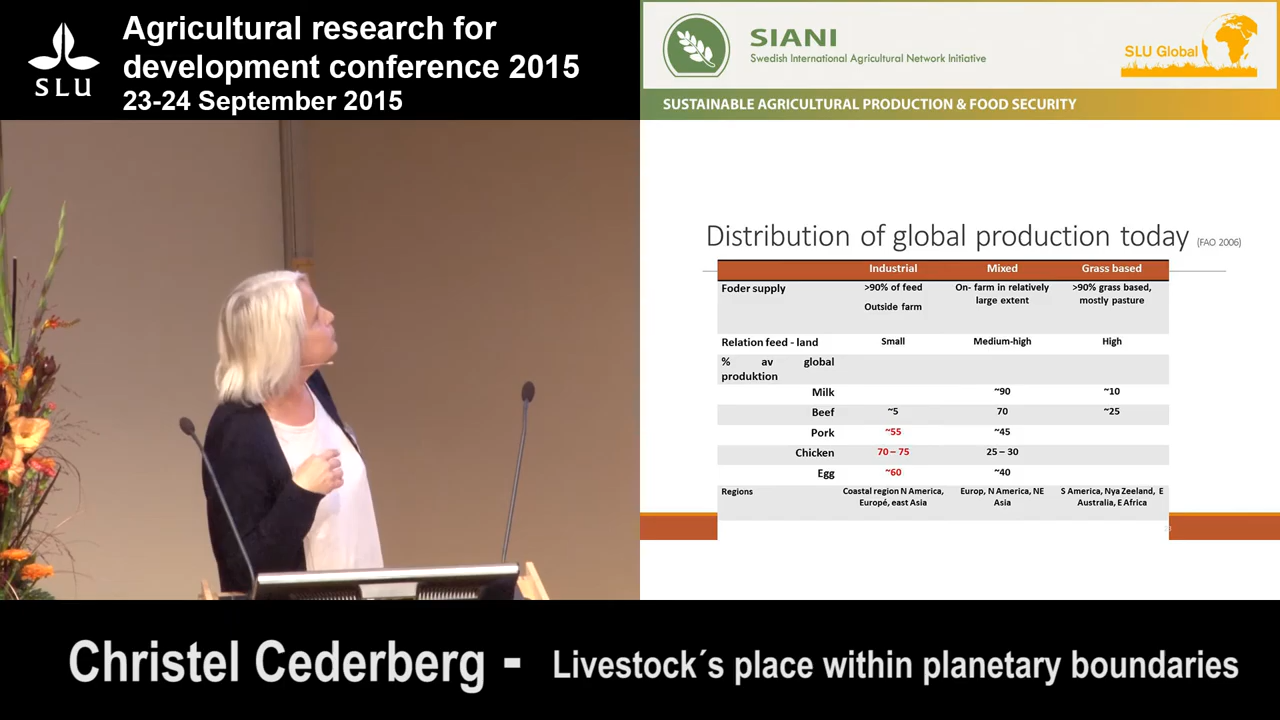 SLU
Agricultural research for
development conference 2015
23-24 September 2015
SIANI
Swedish International Agricultural Network Initiative
SLU Global
SUSTAINABLE AGRICULTURAL PRODUCTION & FOOD SECURITY
Distribution of global production today (FAO 2006)
Industrial Mixed Grass based
Foder supply >90% of feed On- farm in relatively >90% grass based,
large extent mostly pasture
Outside farm
Relation feed - land Small Medium-high High
% av global
produktion
Milk ~90 ~10
Beef ~5 70 ~25
Pork ~55 ~45
Chicken 70 – 75 25 – 30
Egg ~60 ~40
Regions Coastal region N America, Europ, N America, NE S America, Nya Zeeland, E
Europé, east Asia Asia Australia, E Africa
Christel Cederberg - Livestock´s place within planetary boundaries